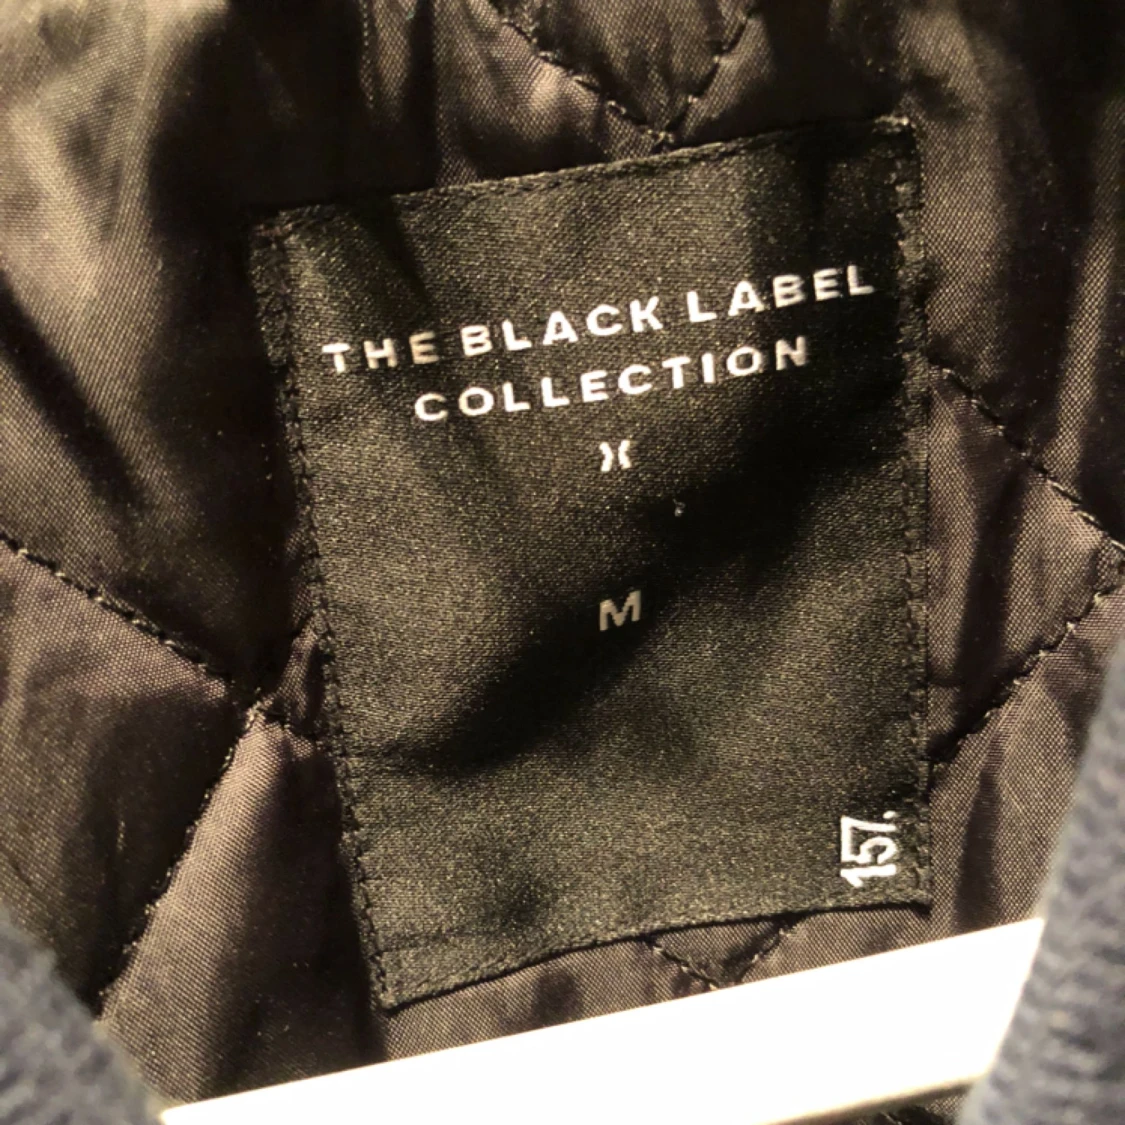 THE BLACK LABEL
COLLECTION
M
157.